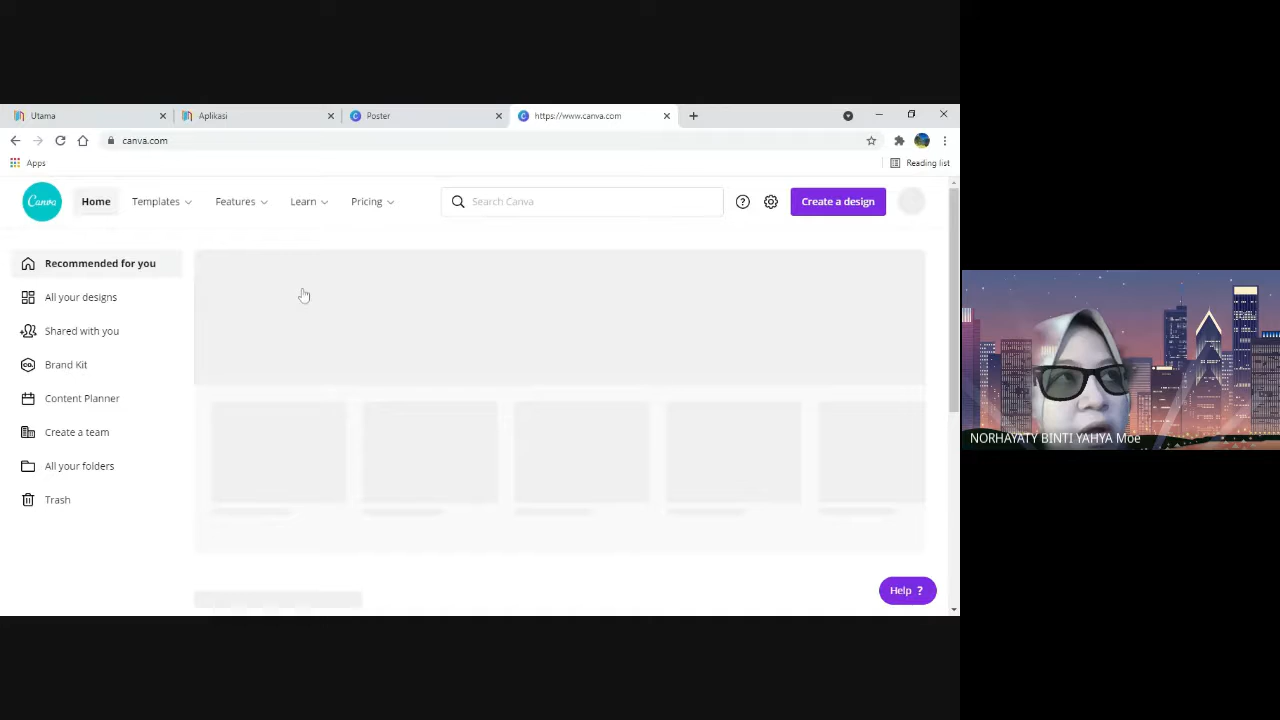 Utama
Aplikasi
Poster
https://www.canva.com
canva.com
Apps
Reading list
Canva
Home
Templates
Features
Learn
Pricing
Search Canva
?
Create a design
Recommended for you
All your designs
Shared with you
CO.
Brand Kit
Content Planner
Create a team
All your folders
Trash
Help ?
NORHAYATY BINTI YAHYA Moe